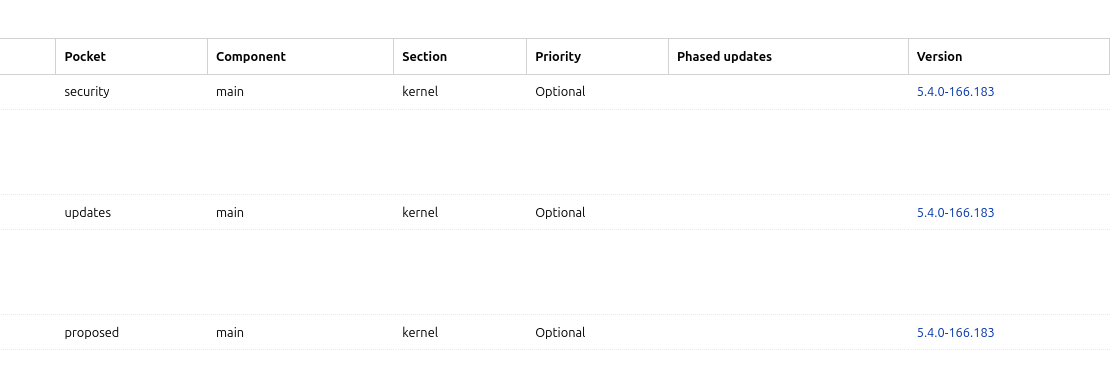 Pocket Component Section Priority Phased updates Version
security main kernel Optional 5.4.0-166.183
updates main kernel Optional 5.4.0-166.183
proposed main kernel Optional 5.4.0-166.183